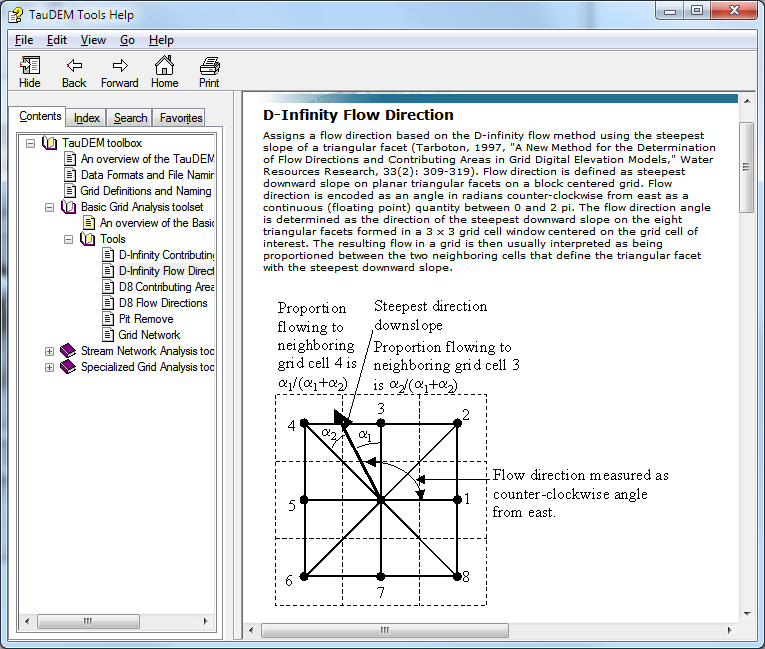 TauDEM Tools Help
File Edit View Go Help
Hide Back Forward Home Print
Contents Index Search Favorites
TauDEM toolbox
An overview of the TauDEM
Data Formats and File Namin
Grid Definitions and Naming
Basic Grid Analysis toolset
An overview of the Basic
Tools
D-Infinity Contributing
D-Infinity Flow Direct
D8 Contributing Area
D8 Flow Directions
Pit Remove
Grid Network
Stream Network Analysis too
Specialized Grid Analysis too
D-Infinity Flow Direction
Assigns a flow direction based on the D-infinity flow method using the steepest
slope of a triangular facet (Tarboton, 1997, "A New Method for the Determination
of Flow Directions and Contributing Areas in Grid Digital Elevation Models," Water
Resources Research, 33(2): 309-319). Flow direction is defined as steepest
downward slope on planar triangular facets on a block centered grid. Flow
direction is encoded as an angle in radians counter-clockwise from east as a
continuous (floating point) quantity between 0 and 2 pi. The flow direction angle
is determined as the direction of the steepest downward slope on the eight
triangular facets formed in a 3 x 3 grid cell window centered on the grid cell of
interest. The resulting flow in a grid is then usually interpreted as being
proportioned between the two neighboring cells that define the triangular facet
with the steepest downward slope.
Proportion
flowing to
neighboring
grid cell 4 is
α1/(α1+α2)
Steepest direction
downslope
Proportion flowing to
neighboring grid cell 3
is α2/(α1+α2)
3
2
4
α2
α1
Flow direction measured as
counter-clockwise angle
from east.
5
1
6
7
8